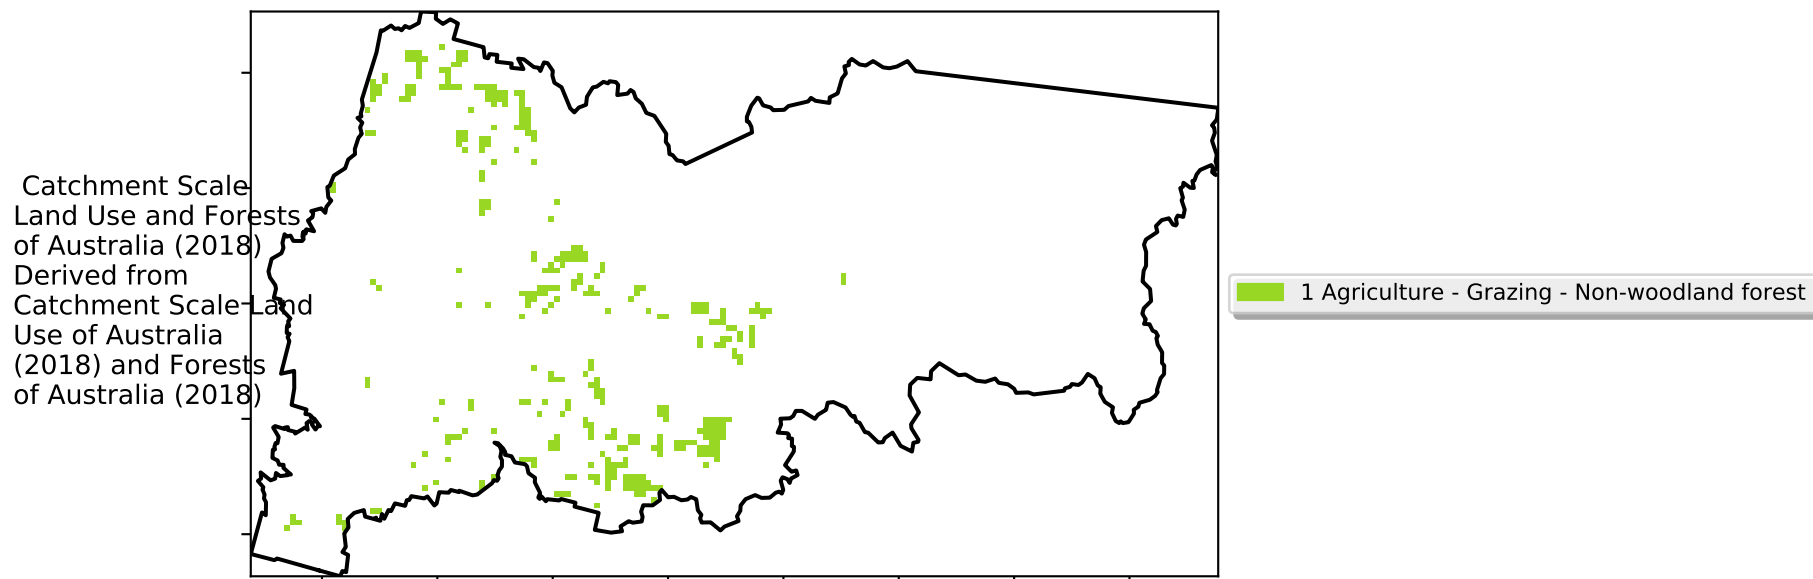 Catchment Scale
Land Use and Forests
of Australia (2018)
Derived from
Catchment Scale Land
Use of Australia
(2018) and Forests
of Australia (2018)
1 Agriculture - Grazing - Non-woodland forest